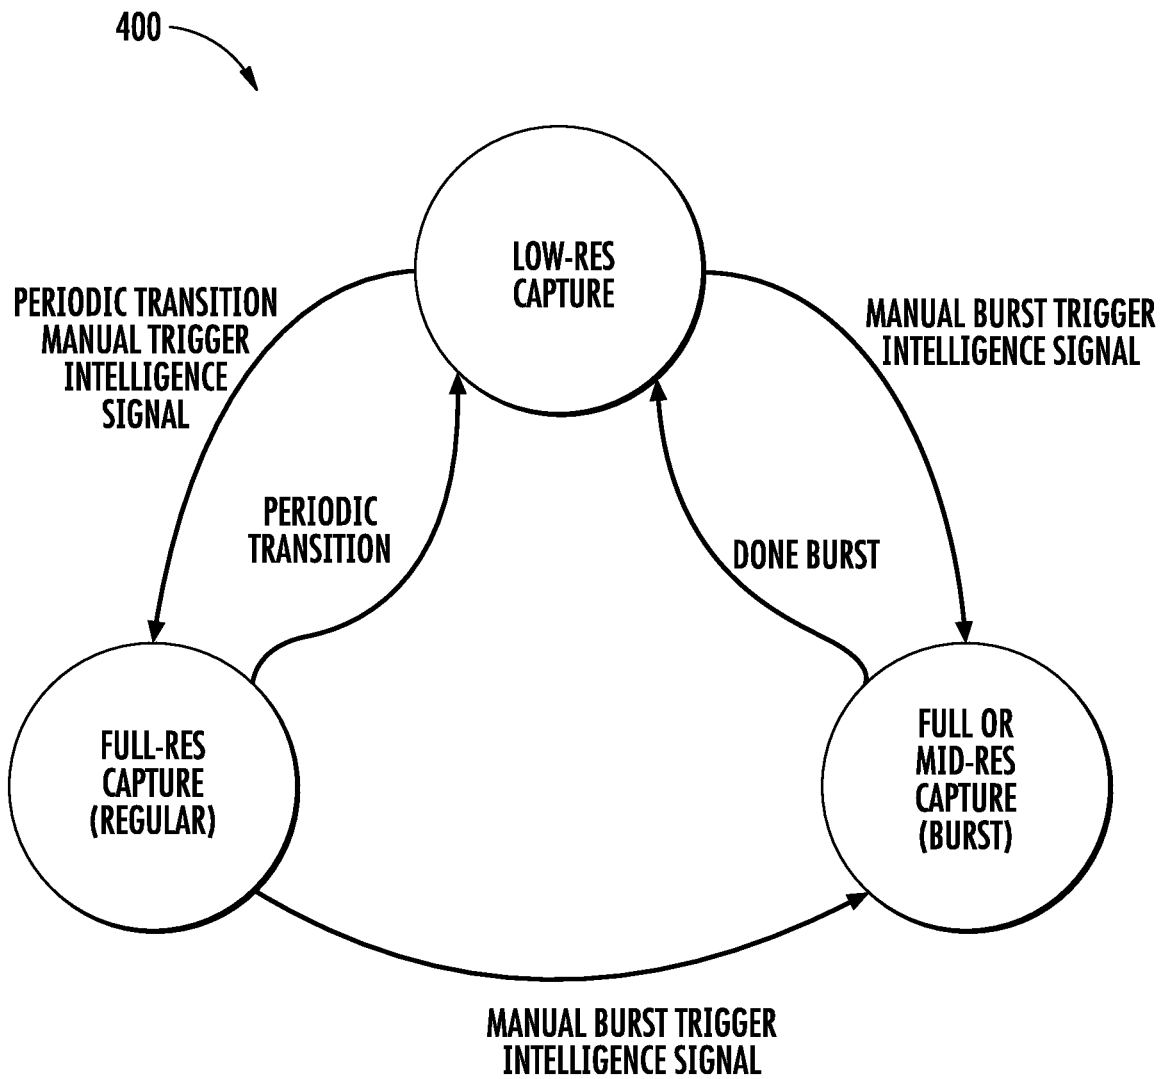 400
LOW-RES
CAPTURE
PERIODIC TRANSITION
MANUAL TRIGGER
INTELLIGENCE
SIGNAL
MANUAL BURST TRIGGER
INTELLIGENCE SIGNAL
PERIODIC
TRANSITION
DONE BURST
FULL-RES
CAPTURE
(REGULAR)
FULL OR
MID-RES
CAPTURE
(BURST)
MANUAL BURST TRIGGER
INTELLIGENCE SIGNAL